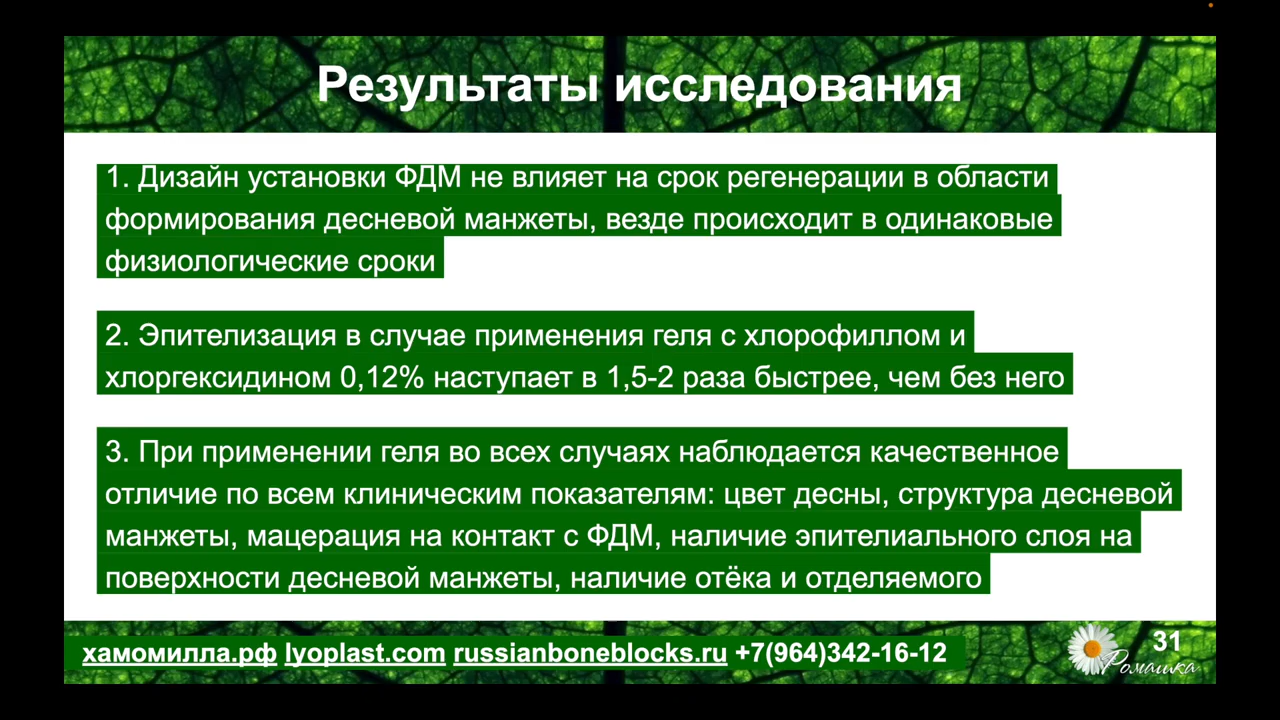 Результаты исследования
1. Дизайн установки ФДМ не влияет на срок регенерации в области
формирования десневой манжеты, везде происходит в одинаковые
физиологические сроки
2. Эпителизация в случае применения геля с хлорофиллом и
хлоргексидином 0,12% наступает в 1,5-2 раза быстрее, чем без него
3. При применении геля во всех случаях наблюдается качественное
отличие по всем клиническим показателям: цвет десны, структура десневой
манжеты, мацерация на контакт с ФДМ, наличие эпителиального слоя на
поверхности десневой манжеты, наличие отёка и отделяемого
хамомилла.рф lyoplast.com russianboneblocks.ru +7(964)342-16-12
31
Ромашка